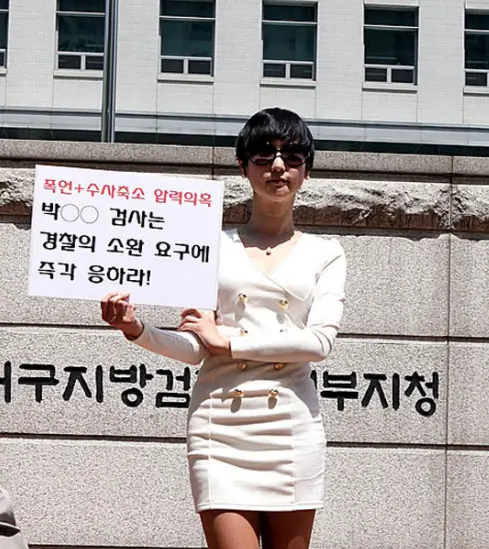 폭언+수사축소 압력의혹
박○○ 검사는
경찰의 소환 요구에
즉각 응하라!
구지방검 부지청